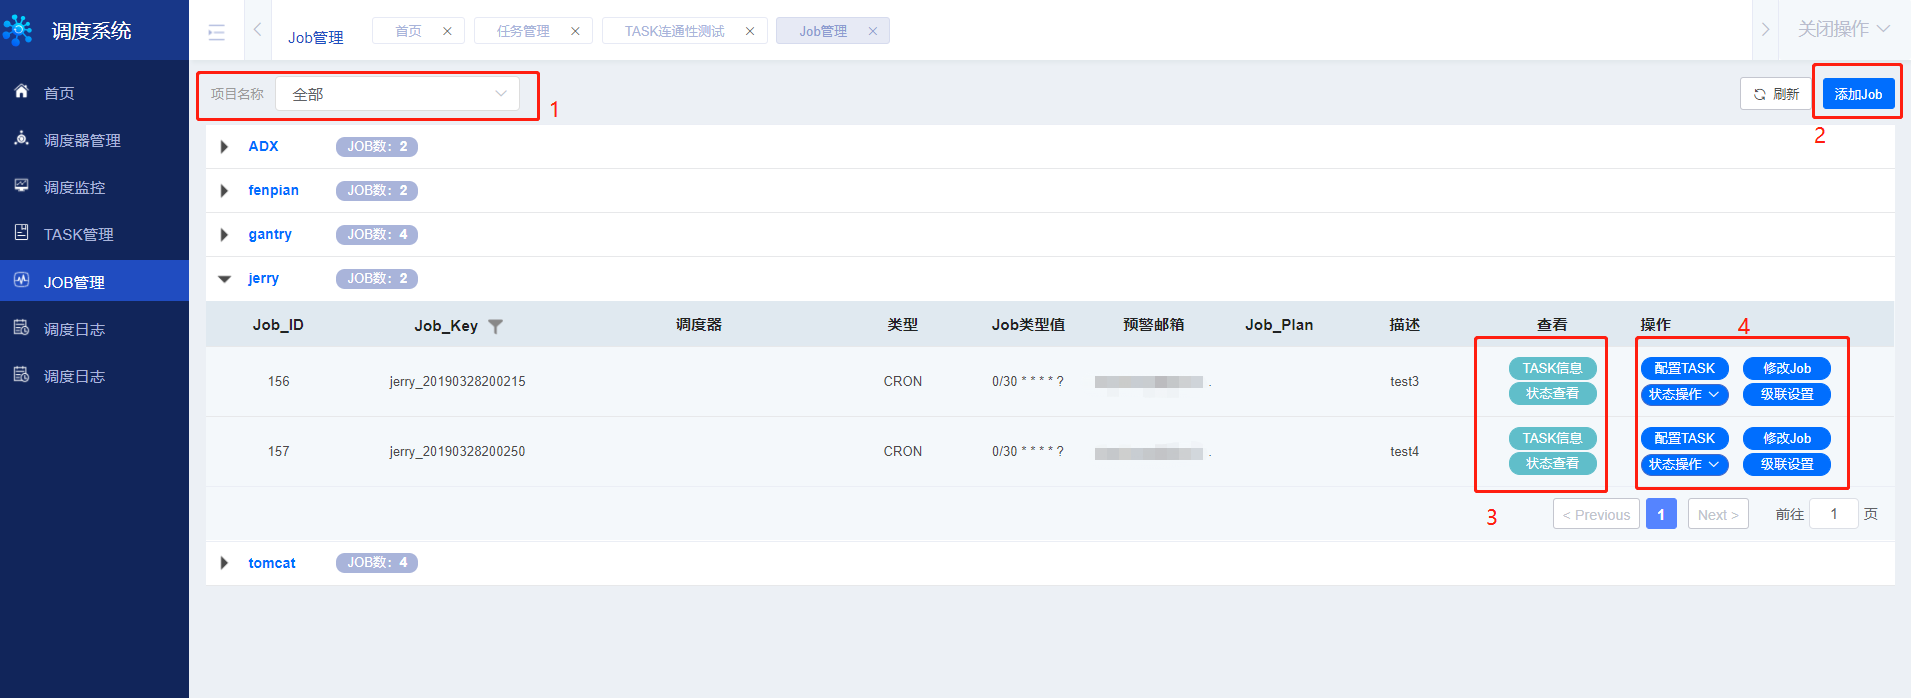 调度系统
Job管理
首页 ×
任务管理 ×
TASK连通性测试 ×
Job管理 ×
关闭操作
首页
调度器管理
调度监控
TASK管理
JOB管理
调度日志
调度日志
项目名称 全部
1
刷新
添加Job
2
ADX JOB数：2
fenpian JOB数：2
gantry JOB数：4
jerry JOB数：2
Job_ID Job_Key 调度器 类型 Job类型值 预警邮箱 Job_Plan 描述 查看 操作
4
156 jerry_20190328200215 CRON 0/30 * * * * ? . test3
TASK信息 配置TASK 修改Job
状态查看 状态操作 级联设置
157 jerry_20190328200250 CRON 0/30 * * * * ? . test4
TASK信息 配置TASK 修改Job
状态查看 状态操作 级联设置
3
< Previous 1 Next > 前往 1 页
tomcat JOB数：4